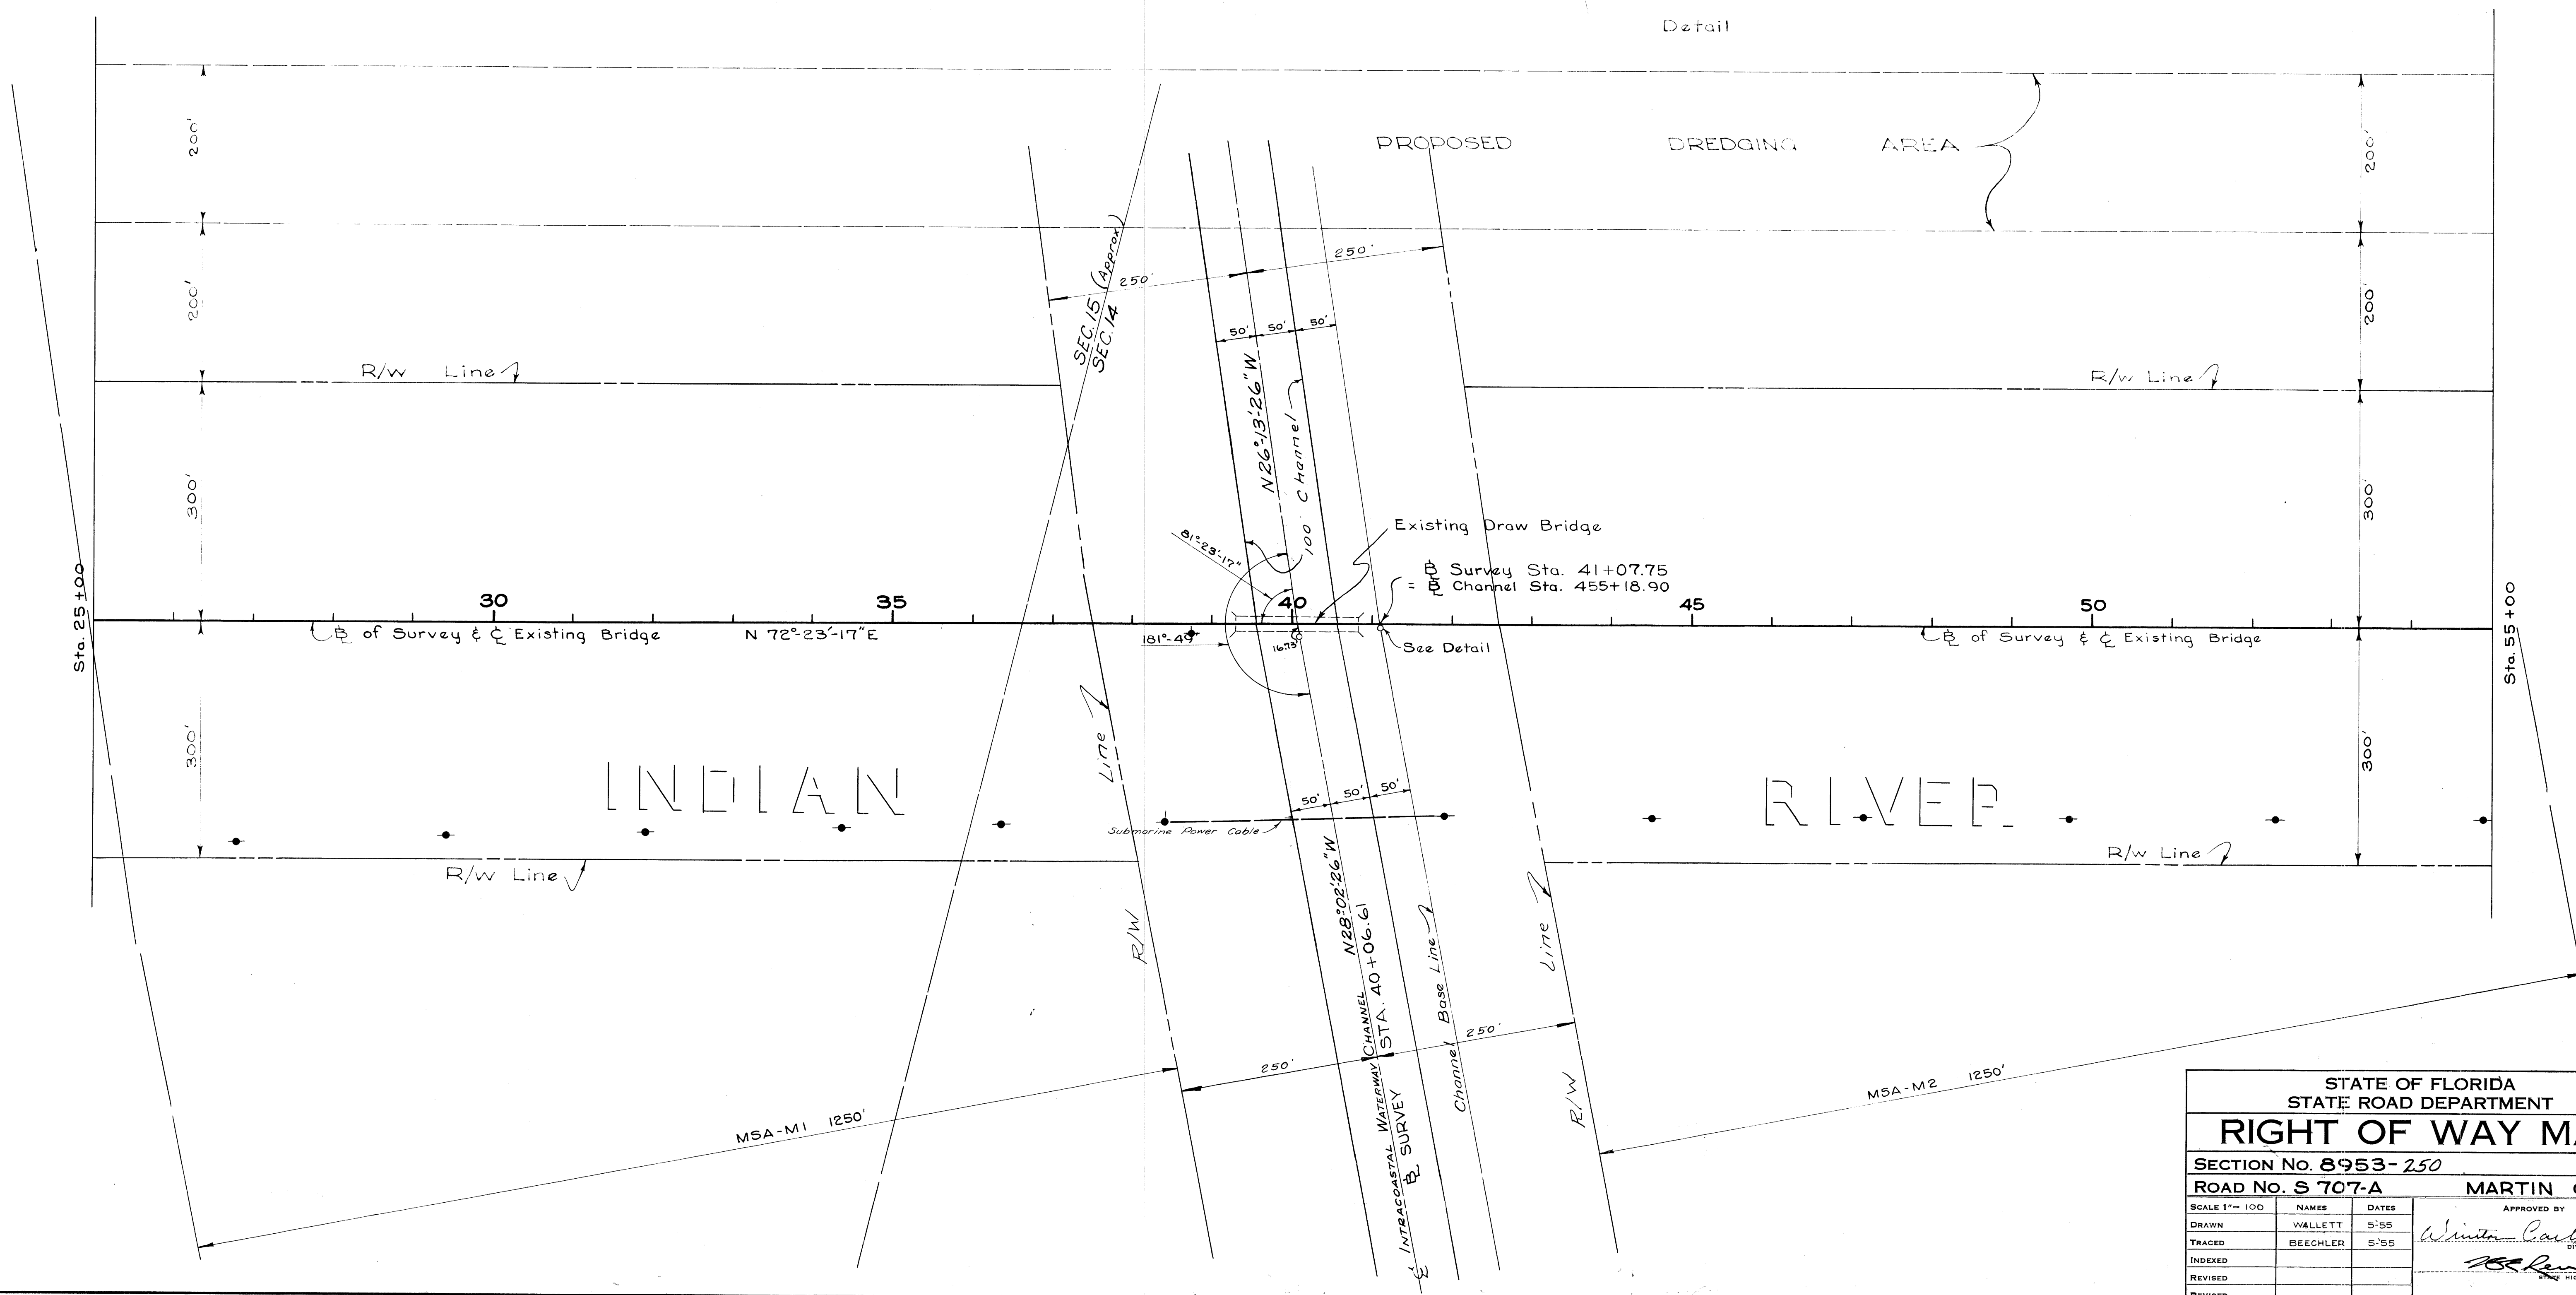 Detail
PROPOSED DREDGING AREA
200'
200'
200'
200'
250'
250'
SEC. 15 (Approx.)
SEC. 14
50' 50' 50'
R/W Line
R/W Line
N26°-13'-26"W
100' Channel
300'
300'
Existing Draw Bridge
81°-23'-17"
B Survey Sta. 41+07.75
= B Channel Sta. 455+18.90
Sta. 25+00
30 35 40 45 50
Sta. 55+00
B of Survey & C Existing Bridge N 72°-23'-17"E
181°-49'
16.73'
See Detail
B of Survey & C Existing Bridge
300'
300'
Line
INDIAN RIVER
50' 50' 50'
Submarine Power Cable
R/W Line
R/W Line
N28°-02'-26"W
R/W
Line
Channel Base Line
250'
250'
R/W
C INTRACOASTAL WATERWAY CHANNEL
B SURVEY STA. 40+06.61
MSA-M1 1250'
MSA-M2 1250'
STATE OF FLORIDA
STATE ROAD DEPARTMENT
RIGHT OF WAY MA
SECTION NO. 8953-250
ROAD NO. S 707-A MARTIN
SCALE 1"= 100 NAMES DATES APPROVED BY
DRAWN WALLETT 5-55
TRACED BEECHLER 5-55
INDEXED
REVISED
REVISED